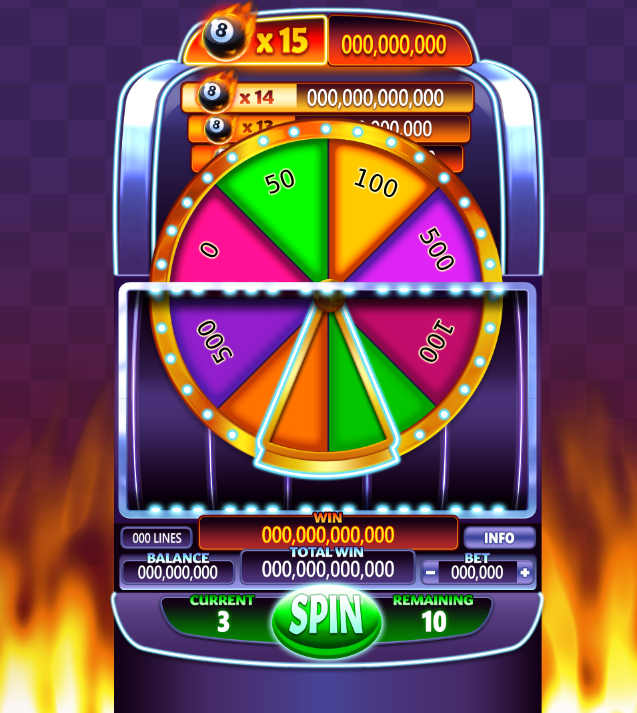 8 x 15 000,000,000
8 x 14 000,000,000,000
8 x 13
50 100
0 500
500 100
WIN
000 LINES 000,000,000,000 INFO
BALANCE TOTAL WIN BET
000,000,000 000,000,000,000 - 000,000 +
CURRENT SPIN REMAINING
3 10